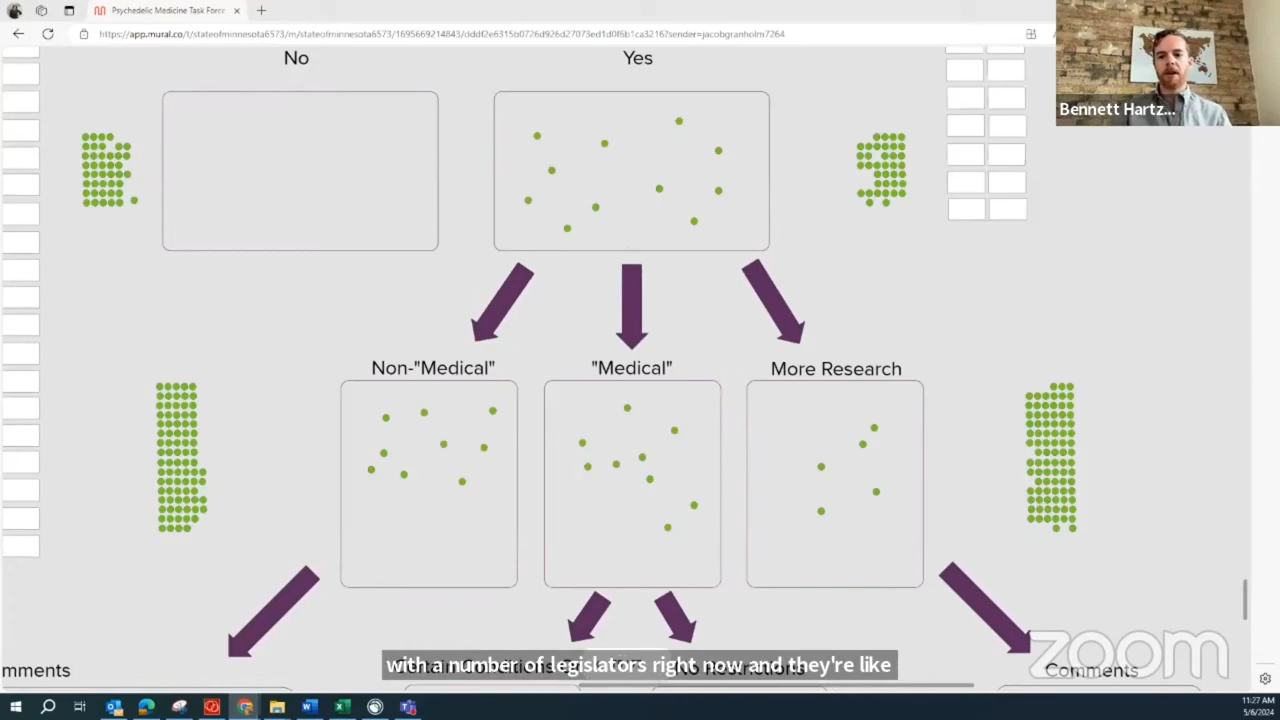 Psychedelic Medicine Task Force
https://app.mural.co/t/stateofminnesota6573/m/stateofminnesota6573/1695669214843/dddf2e6315b0726d926d27073ed1d0f6b1ca3216?sender=jacobgranholm7264
Bennett Hartz...
No
Yes
Non-"Medical"
"Medical"
More Research
with a number of legislators right now and they're like
mments
No Restrictions
Comments
zoom
11:27 AM
5/6/2024